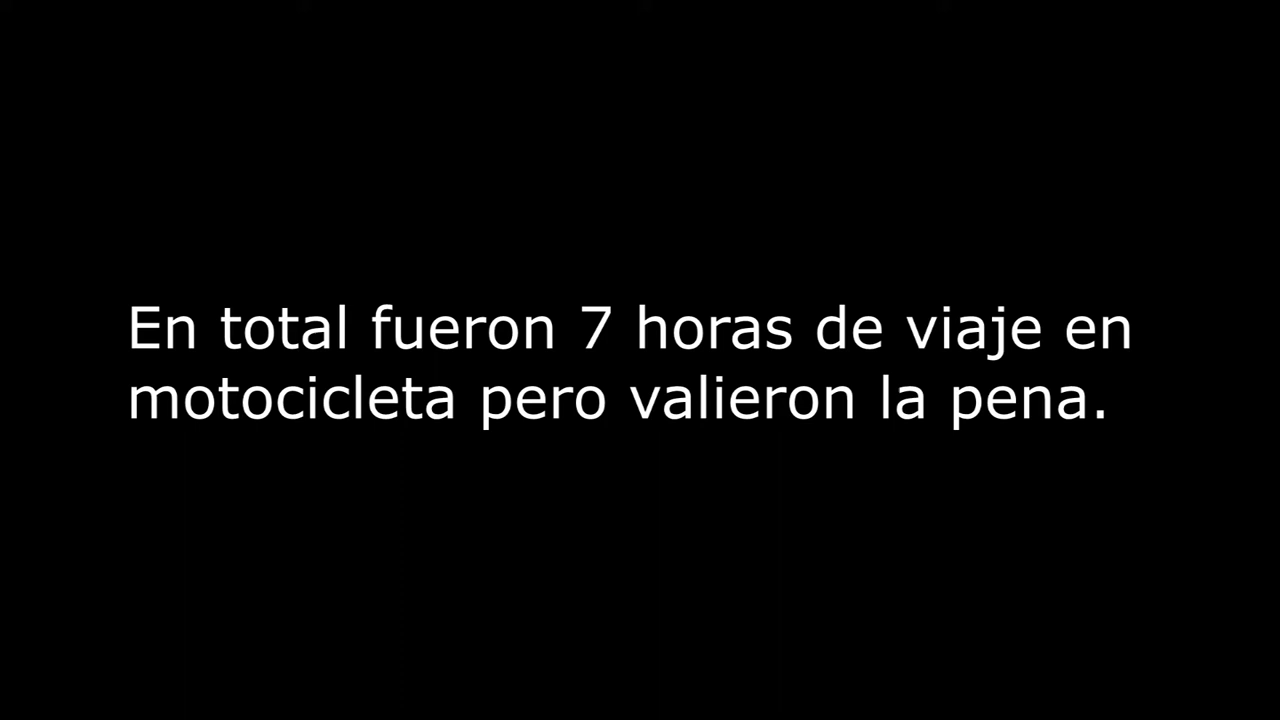 En total fueron 7 horas de viaje en
motocicleta pero valieron la pena.